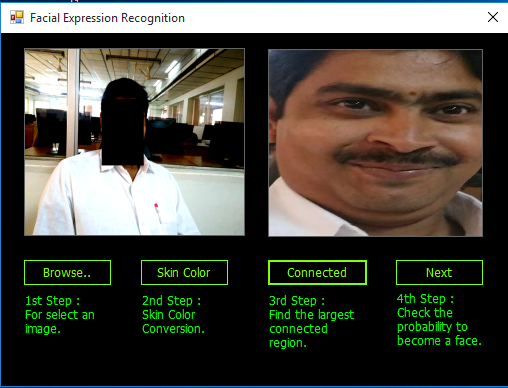 Facial Expression Recognition
Browse..
Skin Color
Connected
Next
1st Step :
For select an
image.
2nd Step :
Skin Color
Conversion.
3rd Step :
Find the largest
connected
region.
4th Step :
Check the
probability to
become a face.